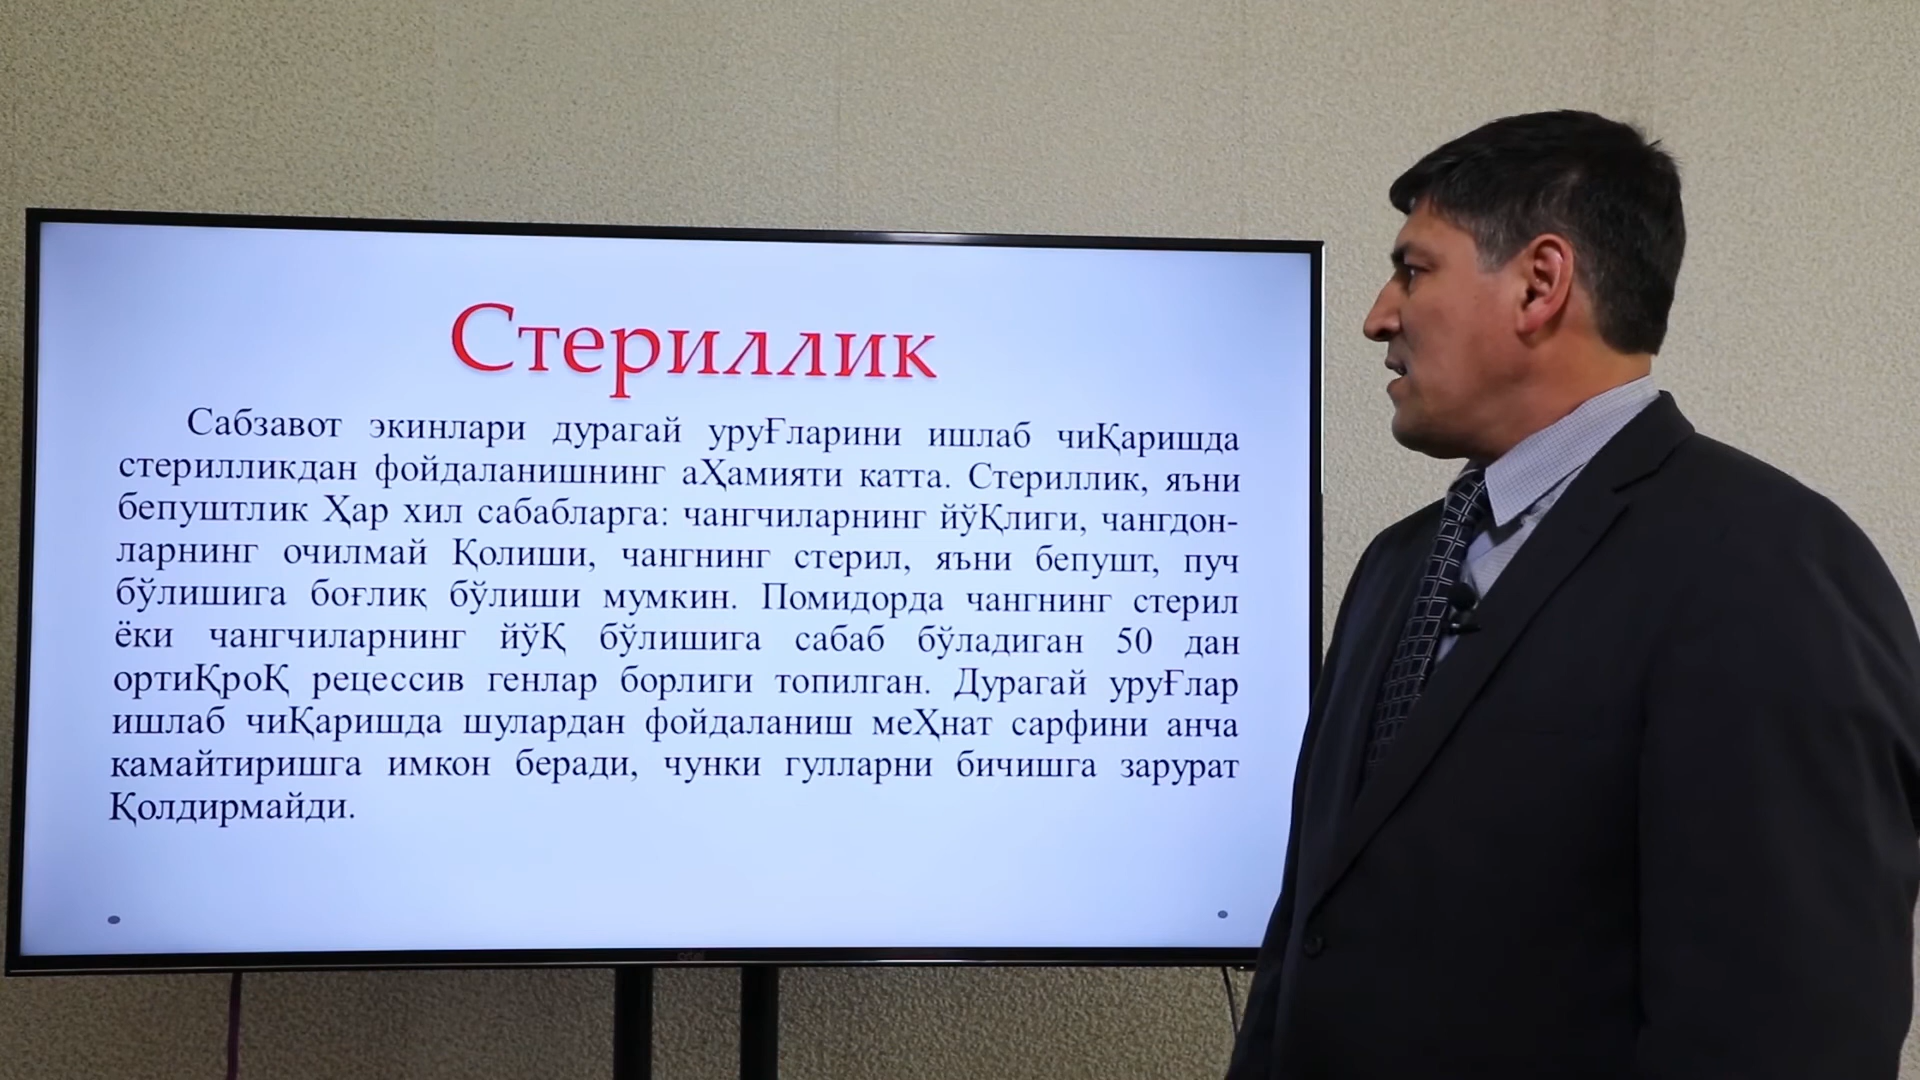 Стериллик
Сабзавот экинлари дурагай уруҒларини ишлаб чиҚаришда
стерилликдан фойдаланишнинг аҲамияти катта. Стериллик, яъни
бепуштлик Ҳар хил сабабларга: чангчиларнинг йўҚлиги, чангдон-
ларнинг очилмай Қолиши, чангнинг стерил, яъни бепушт, пуч
бўлишига боғлиқ бўлиши мумкин. Помидорда чангнинг стерил
ёки чангчиларнинг йўҚ бўлишига сабаб бўладиган 50 дан
ортиҚроҚ рецессив генлар борлиги топилган. Дурагай уруҒлар
ишлаб чиҚаришда шулардан фойдаланиш меҲнат сарфини анча
камайтиришга имкон беради, чунки гулларни бичишга зарурат
Қолдирмайди.